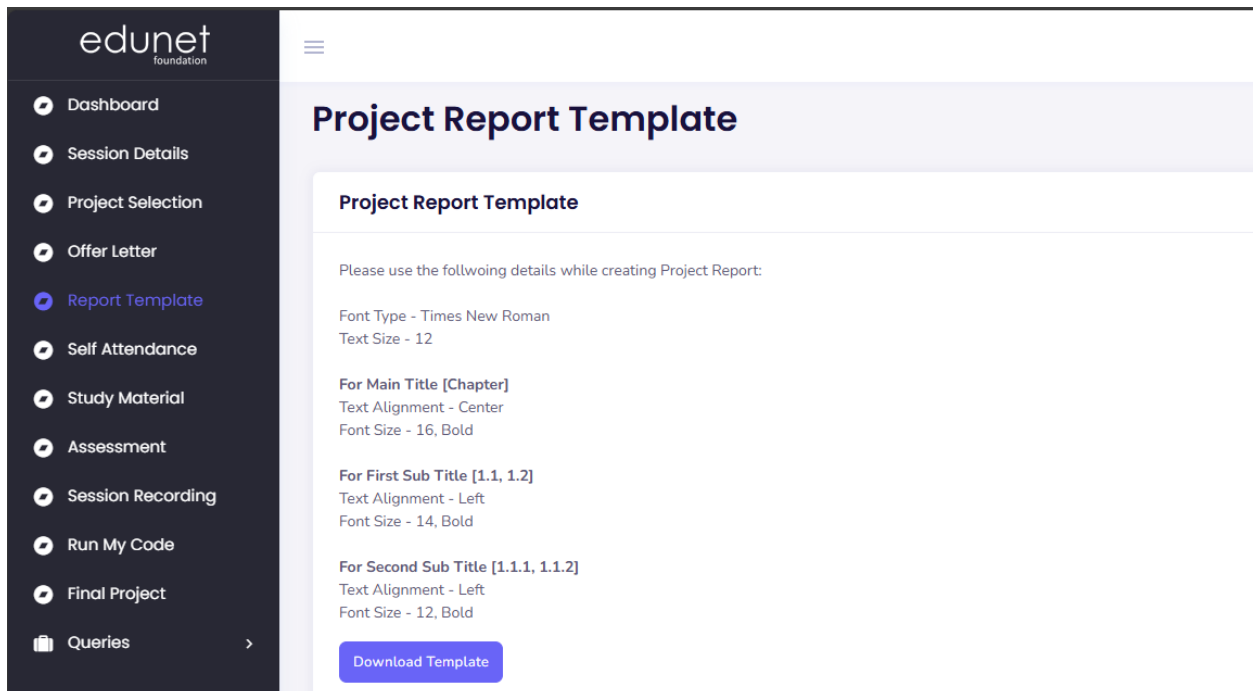 edunet
foundation
Dashboard
Session Details
Project Selection
Offer Letter
Report Template
Self Attendance
Study Material
Assessment
Session Recording
Run My Code
Final Project
Queries
Project Report Template
Project Report Template
Please use the follwoing details while creating Project Report:
Font Type - Times New Roman
Text Size - 12
For Main Title [Chapter]
Text Alignment - Center
Font Size - 16, Bold
For First Sub Title [1.1, 1.2]
Text Alignment - Left
Font Size - 14, Bold
For Second Sub Title [1.1.1, 1.1.2]
Text Alignment - Left
Font Size - 12, Bold
Download Template